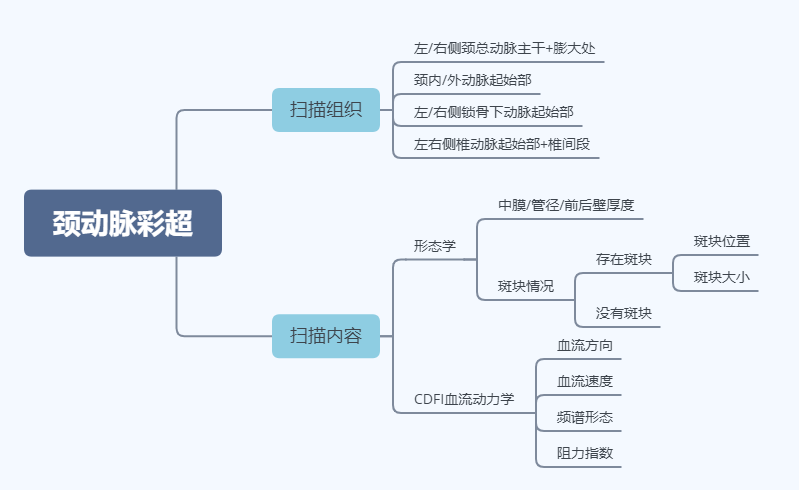 颈动脉彩超
扫描组织
左/右侧颈总动脉主干+膨大处
颈内/外动脉起始部
左/右侧锁骨下动脉起始部
左右侧椎动脉起始部+椎间段
扫描内容
形态学
中膜/管径/前后壁厚度
斑块情况
存在斑块
斑块位置
斑块大小
没有斑块
CDFI血流动力学
血流方向
血流速度
频谱形态
阻力指数